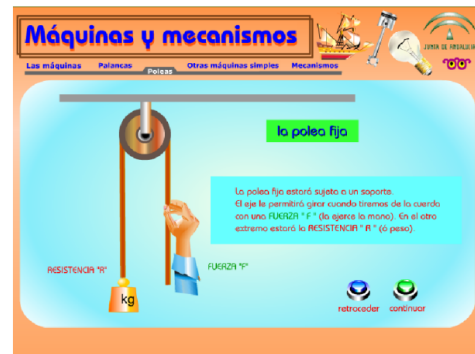 Máquinas y mecanismos
JUNTA DE ANDALUCIA
Las máquinas Palancas Poleas Otras máquinas simples Mecanismos
la polea fija
La polea fija estará sujeta a un soporte.
El eje le permitirá girar cuando tiremos de la cuerda
con una FUERZA " F " (la ejerce la mano). En el otro
extremo estará la RESISTENCIA " R " (ó peso).
RESISTENCIA "R"
FUERZA "F"
kg
retroceder continuar